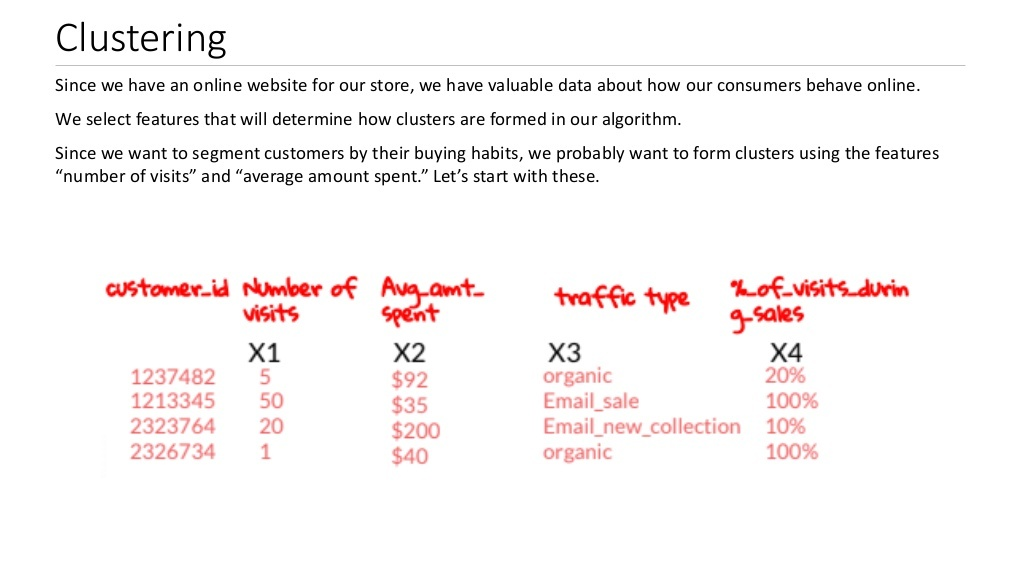 Clustering
Since we have an online website for our store, we have valuable data about how our consumers behave online.
We select features that will determine how clusters are formed in our algorithm.
Since we want to segment customers by their buying habits, we probably want to form clusters using the features
“number of visits” and “average amount spent.” Let’s start with these.
customer_id Number of Avg_amt_ traffic type %_of_visits_durin
visits spent g_sales
X1 X2 X3 X4
1237482 5 $92 organic 20%
1213345 50 $35 Email_sale 100%
2323764 20 $200 Email_new_collection 10%
2326734 1 $40 organic 100%